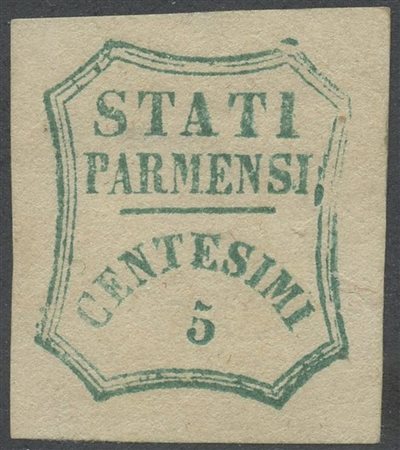 STATI
PARMENSI;
CENTESIMI
5